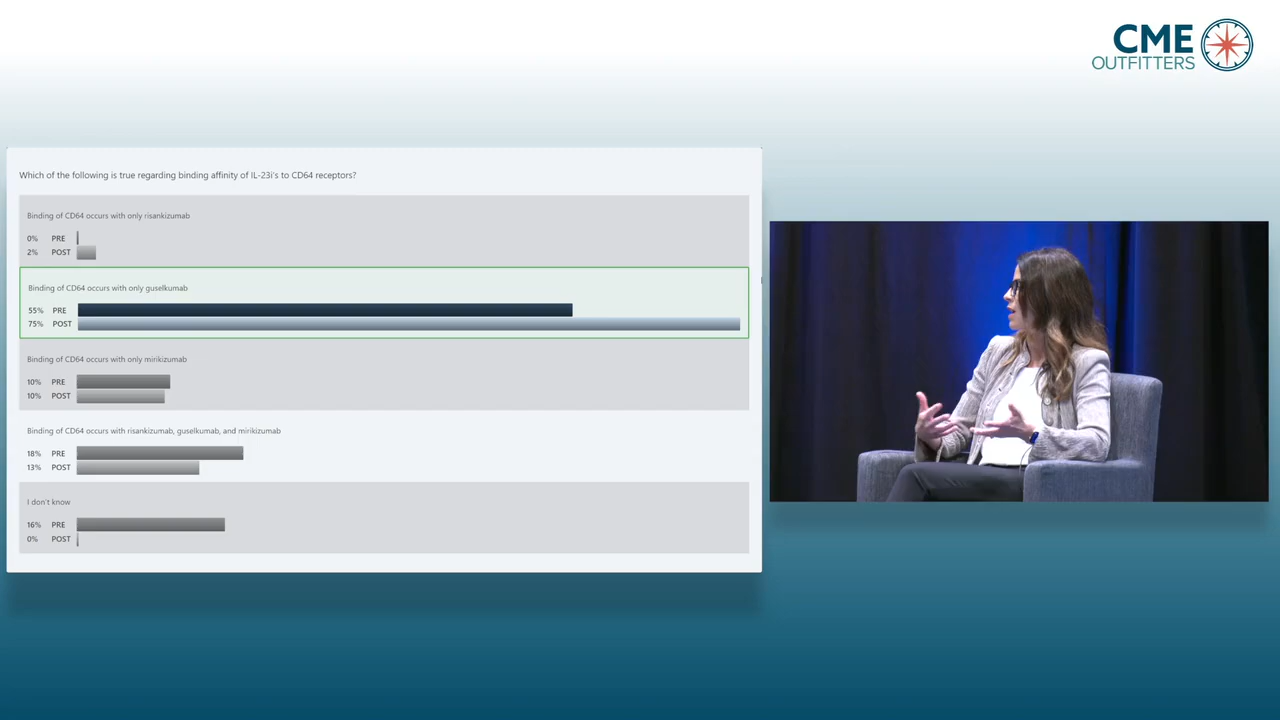 CME
OUTFITTERS
Which of the following is true regarding binding affinity of IL-23i's to CD64 receptors?
Binding of CD64 occurs with only risankizumab
0% PRE
2% POST
Binding of CD64 occurs with only guselkumab
55% PRE
75% POST
Binding of CD64 occurs with only mirikizumab
10% PRE
10% POST
Binding of CD64 occurs with risankizumab, guselkumab, and mirikizumab
18% PRE
13% POST
I don't know
16% PRE
0% POST